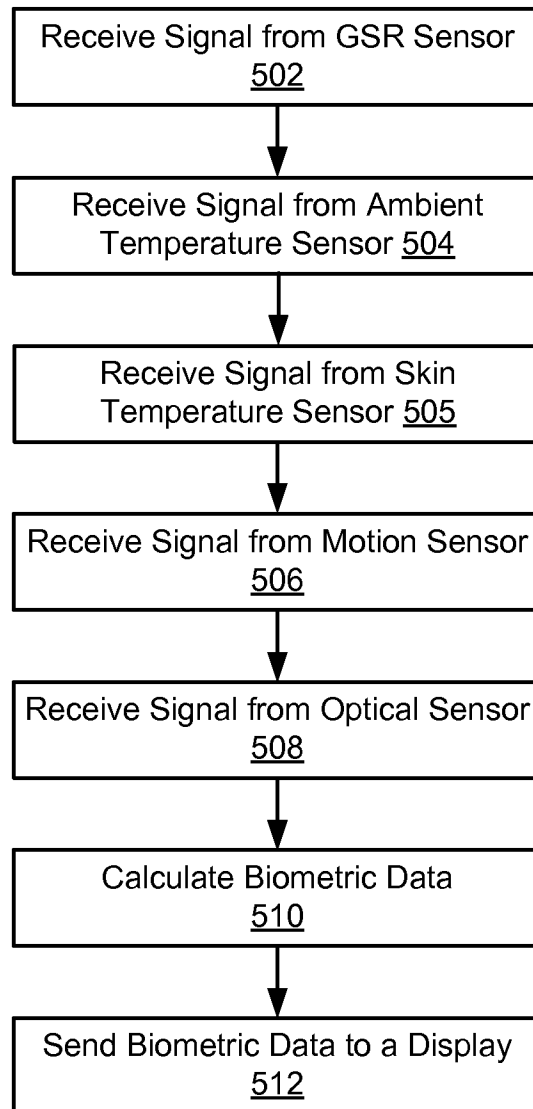 Receive Signal from GSR Sensor
502
Receive Signal from Ambient
Temperature Sensor 504
Receive Signal from Skin
Temperature Sensor 505
Receive Signal from Motion Sensor
506
Receive Signal from Optical Sensor
508
Calculate Biometric Data
510
Send Biometric Data to a Display
512